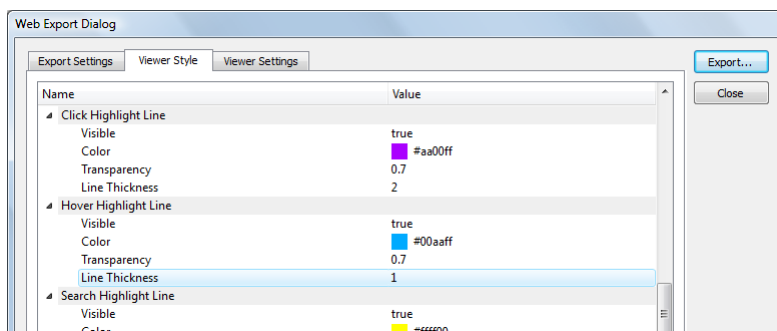 Web Export Dialog
Export Settings Viewer Style Viewer Settings
Export...
Close
Name Value
Click Highlight Line
Visible true
Color #aa00ff
Transparency 0.7
Line Thickness 2
Hover Highlight Line
Visible true
Color #00aaff
Transparency 0.7
Line Thickness 1
Search Highlight Line
Visible true
Color #ffff00